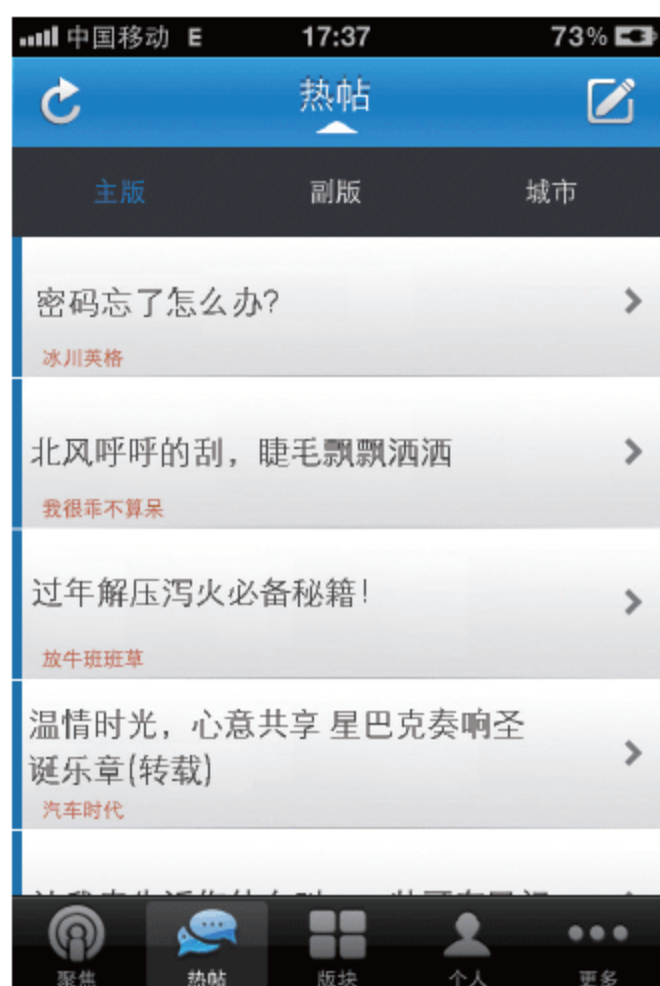 中国移动 E 17:37 73%
热帖
主版 副版 城市
密码忘了怎么办?
冰川英格
北风呼呼的刮，睫毛飘飘洒洒
我很乖不算呆
过年解压泻火必备秘籍！
放牛班班草
温情时光，心意共享 星巴克奏响圣
诞乐章(转载)
汽车时代
聚焦 热帖 版块 个人 更多